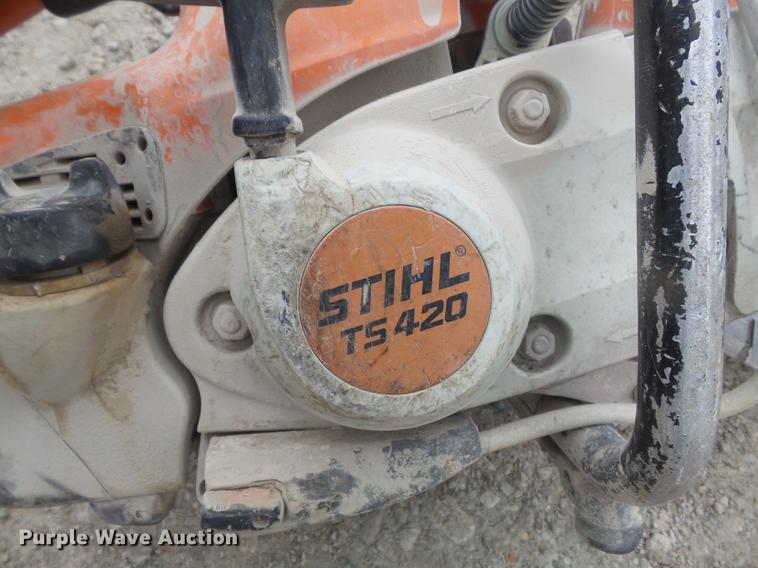 STIHL®
TS 420
Purple Wave Auction